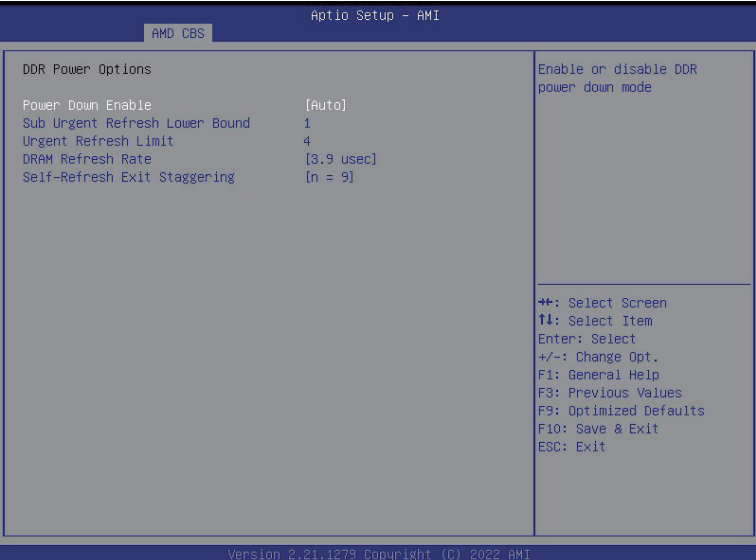 Aptio Setup – AMI
AMD CBS
DDR Power Options
Power Down Enable [Auto]
Sub Urgent Refresh Lower Bound 1
Urgent Refresh Limit 4
DRAM Refresh Rate [3.9 usec]
Self-Refresh Exit Staggering [n = 9]
Enable or disable DDR
power down mode
→←: Select Screen
↑↓: Select Item
Enter: Select
+/-: Change Opt.
F1: General Help
F3: Previous Values
F9: Optimized Defaults
F10: Save & Exit
ESC: Exit
Version 2.21.1279 Copyright (C) 2022 AMI